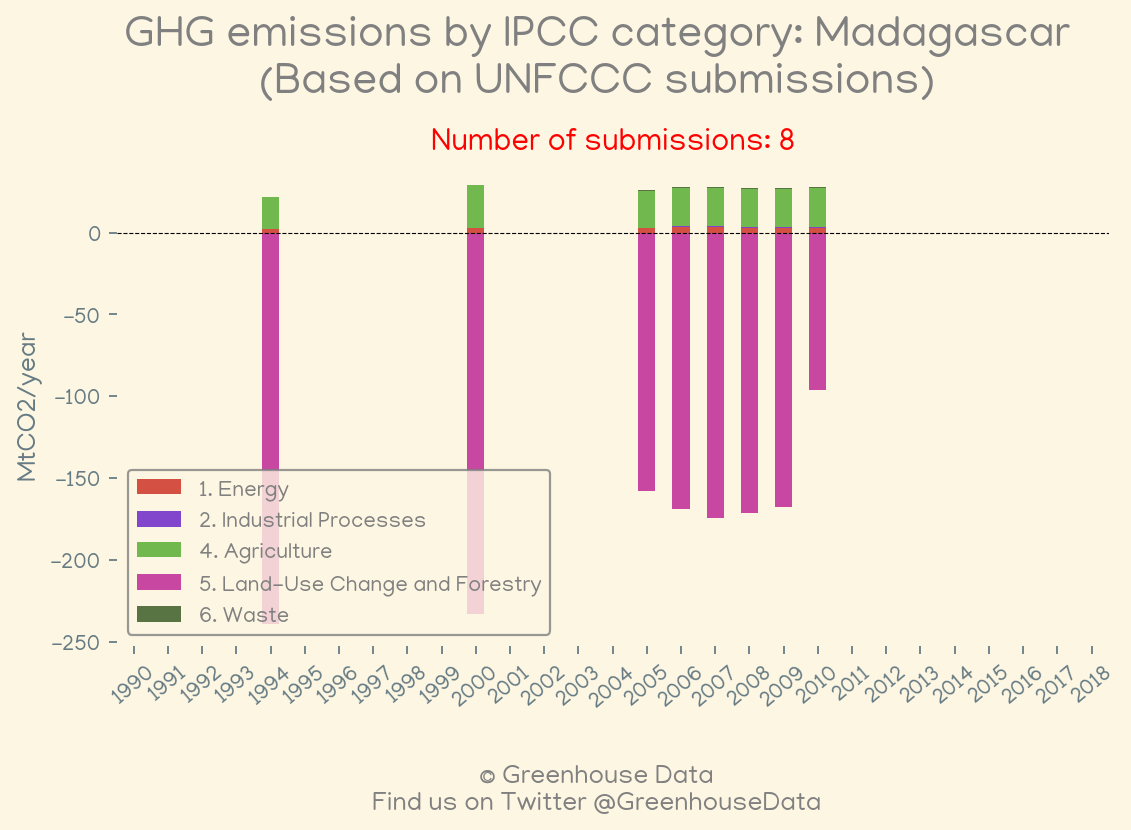 GHG emissions by IPCC category: Madagascar
(Based on UNFCCC submissions)
Number of submissions: 8
MtCO2/year
0
−50
−100
−150
−200
−250
1. Energy
2. Industrial Processes
4. Agriculture
5. Land-Use Change and Forestry
6. Waste
1990 1991 1992 1993 1994 1995 1996 1997 1998 1999 2000 2001 2002 2003 2004 2005 2006 2007 2008 2009 2010 2011 2012 2013 2014 2015 2016 2017 2018
© Greenhouse Data
Find us on Twitter @GreenhouseData